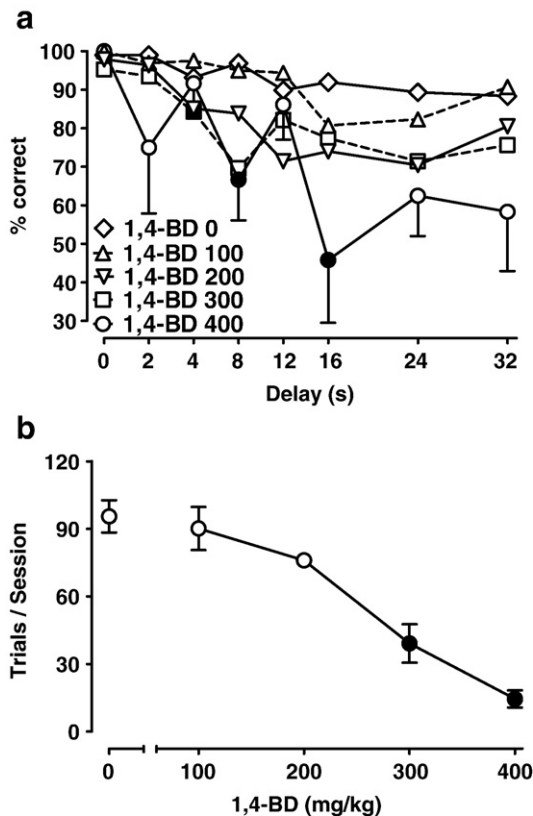 a
100
90
80
70
60
50
40
30
% correct
1,4-BD 0
1,4-BD 100
1,4-BD 200
1,4-BD 300
1,4-BD 400
0 2 4 8 12 16 24 32
Delay (s)
b
120
90
60
30
0
Trials / Session
0 100 200 300 400
1,4-BD (mg/kg)